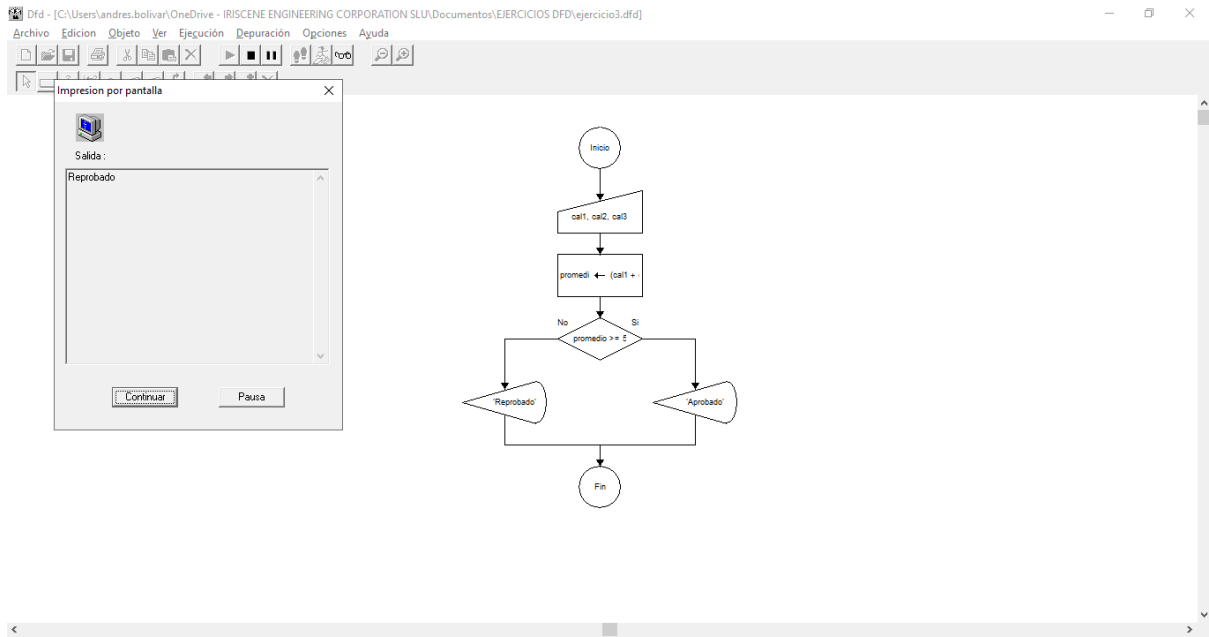 Dfd - [C:\Users\andres.bolivar\OneDrive - IRISCENE ENGINEERING CORPORATION SLU\Documentos\EJERCICIOS DFD\ejercicio3.dfd]
Archivo Edicion Objeto Ver Ejecución Depuración Opciones Ayuda
Impresion por pantalla
Salida :
Reprobado
Continuar Pausa
Inicio
cal1, cal2, cal3
promedi ← (cal1 +
No Si
promedio >= 5
'Reprobado' 'Aprobado'
Fin